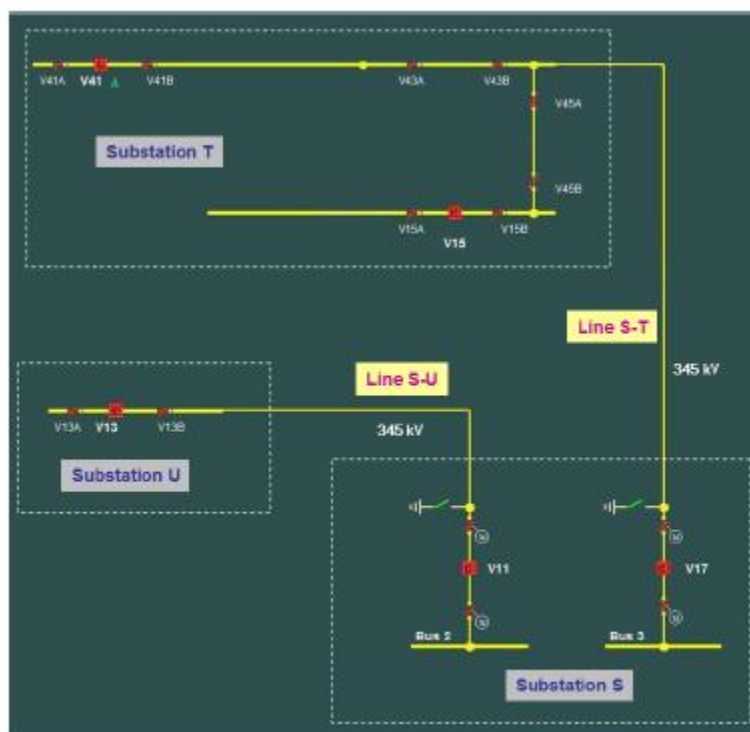 V41A V41 A V41B V43A V43B
V45A
Substation T
V45B
V15A V15 V15B
Line S-T
Line S-U
345 kV
V13A V13 V13B
345 kV
Substation U
V11 V17
Bus 2 Bus 3
Substation S